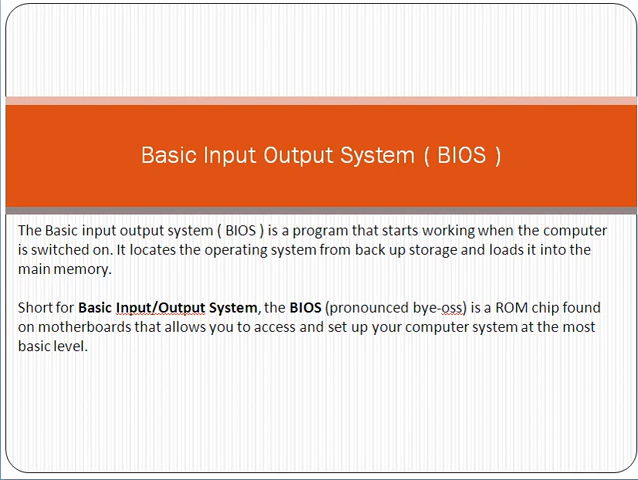 Basic Input Output System ( BIOS )
The Basic input output system ( BIOS ) is a program that starts working when the computer
is switched on. It locates the operating system from back up storage and loads it into the
main memory.
Short for Basic Input/Output System, the BIOS (pronounced bye-oss) is a ROM chip found
on motherboards that allows you to access and set up your computer system at the most
basic level.